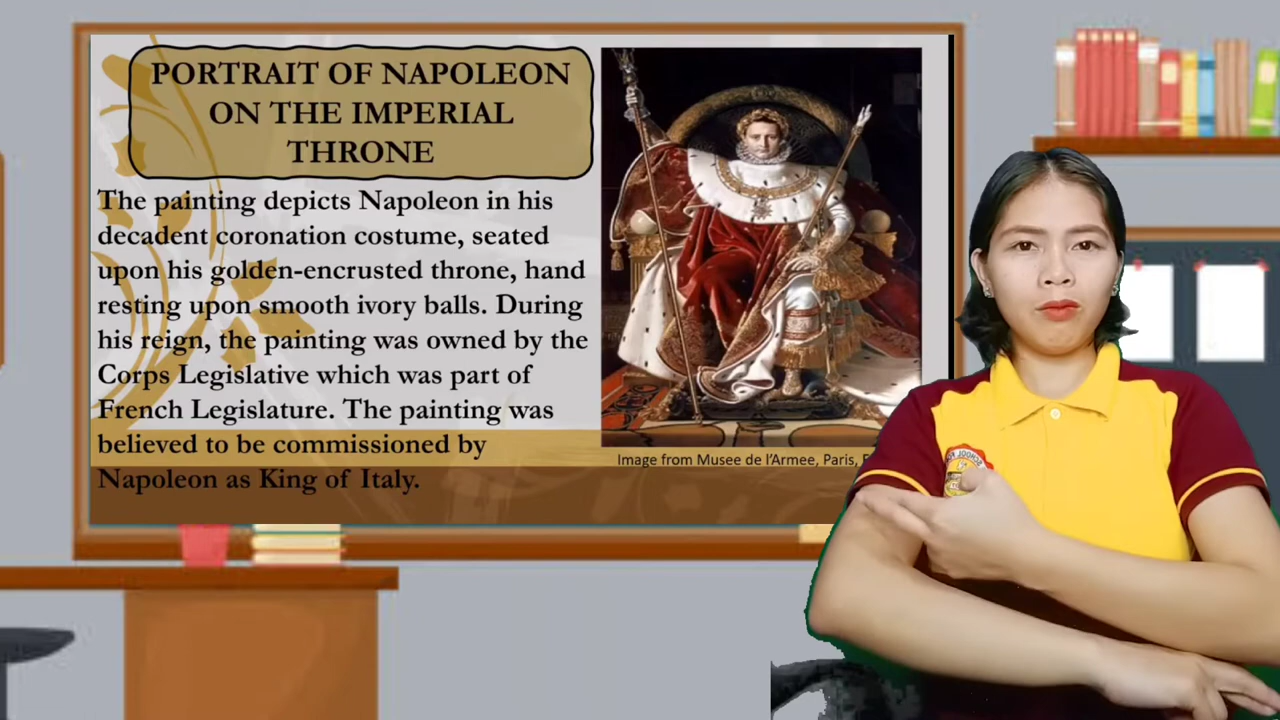 PORTRAIT OF NAPOLEON
ON THE IMPERIAL
THRONE
The painting depicts Napoleon in his
decadent coronation costume, seated
upon his golden-encrusted throne, hand
resting upon smooth ivory balls. During
his reign, the painting was owned by the
Corps Legislative which was part of
French Legislature. The painting was
believed to be commissioned by
Napoleon as King of Italy.
Image from Musee de l'Armee, Paris,